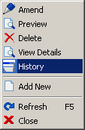 Amend
Preview
Delete
View Details
History
Add New
Refresh F5
Close